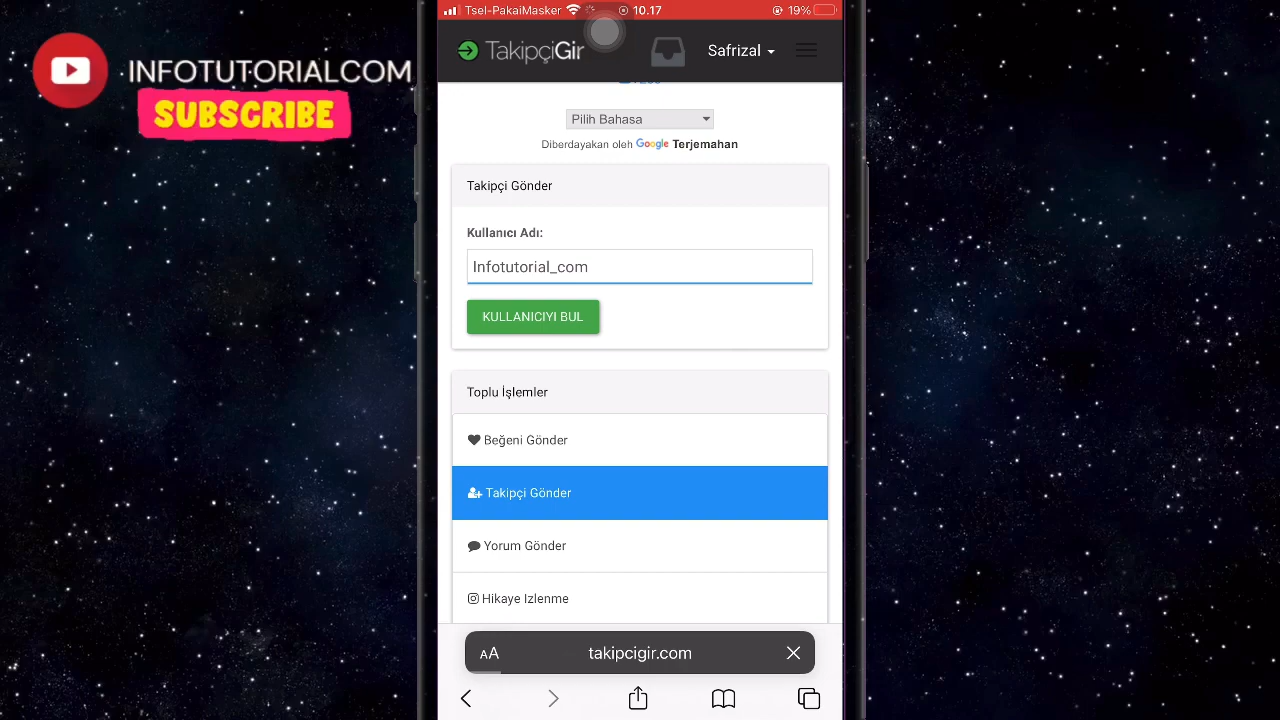 INFOTUTORIALCOM
SUBSCRIBE
Tsel-PakaiMasker
10.17
19%
TakipçiGir
Safrizal
Pilih Bahasa
Diberdayakan oleh Google Terjemahan
Takipçi Gönder
Kullanıcı Adı:
Infotutorial_com
KULLANICIYI BUL
Toplu İşlemler
Beğeni Gönder
Takipçi Gönder
Yorum Gönder
Hikaye Izlenme
AA
takipcigir.com